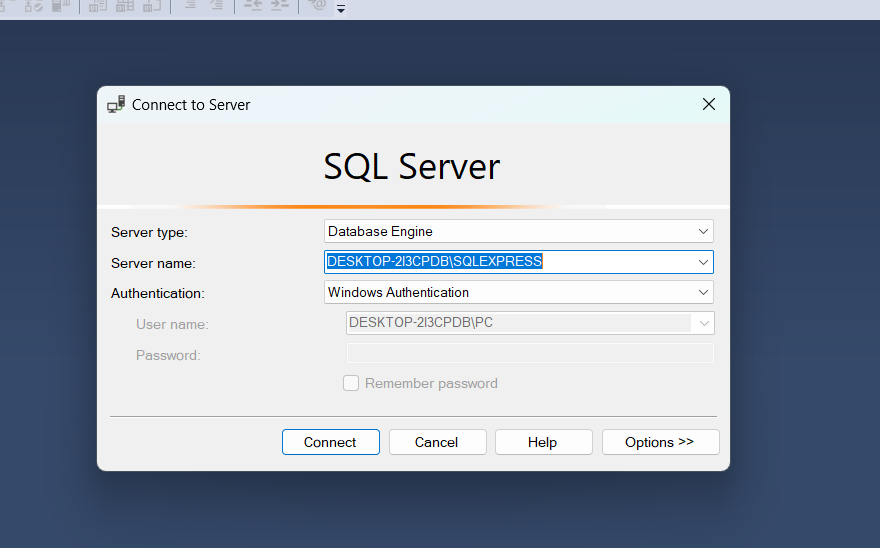 Connect to Server
SQL Server
Server type: Database Engine
Server name: DESKTOP-2I3CPDB\SQLEXPRESS
Authentication: Windows Authentication
User name: DESKTOP-2I3CPDB\PC
Password:
Remember password
Connect Cancel Help Options >>